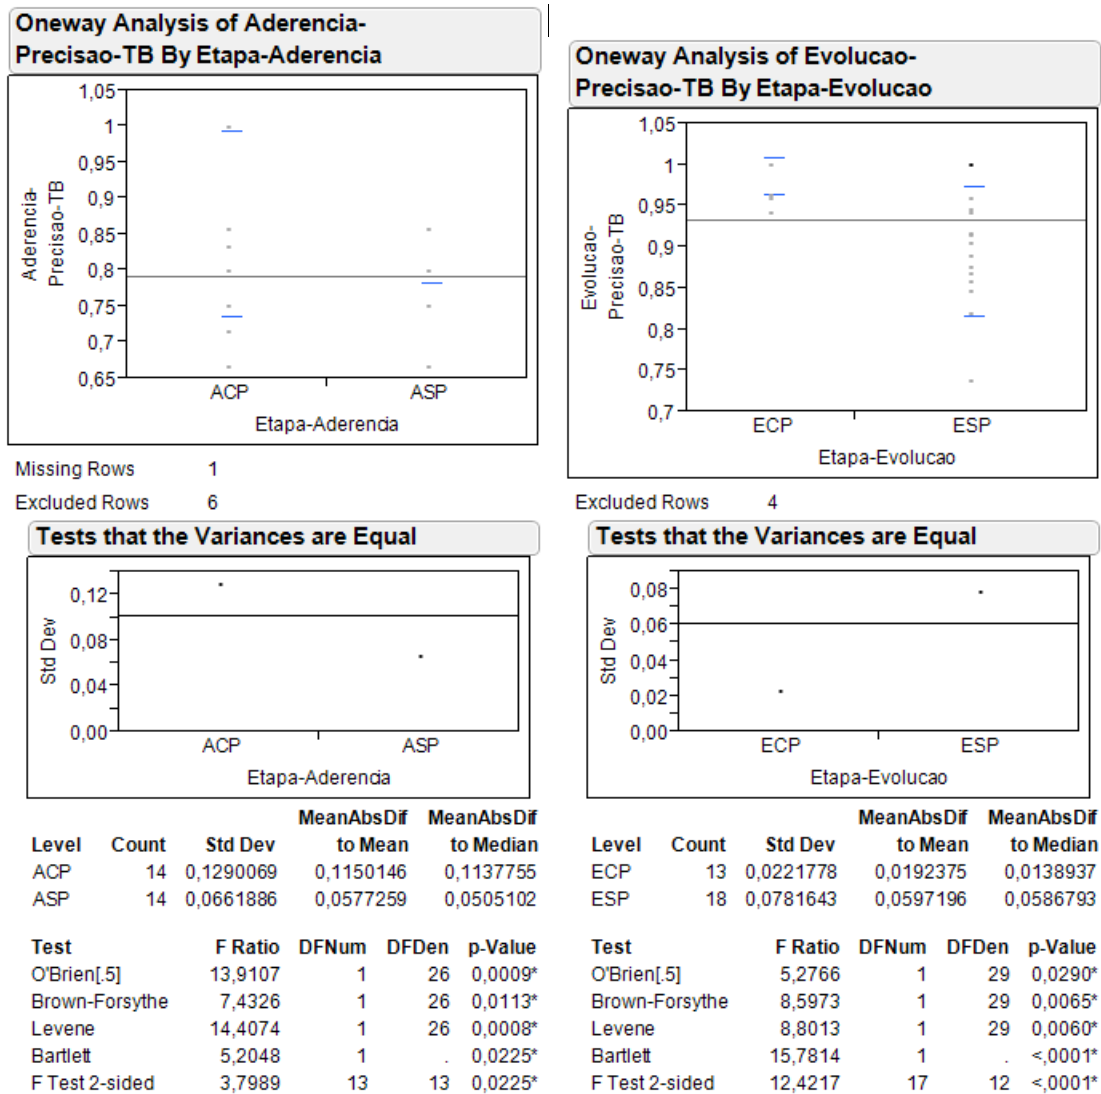 Oneway Analysis of Aderencia-
Precisao-TB By Etapa-Aderencia
1,05
1
0,95
0,9
0,85
0,8
0,75
0,7
0,65
Aderencia-
Precisao-TB
ACP ASP
Etapa-Aderencia
Missing Rows 1
Excluded Rows 6
Tests that the Variances are Equal
0,12
0,08
0,04
0,00
Std Dev
ACP ASP
Etapa-Aderencia
MeanAbsDif MeanAbsDif
Level Count Std Dev to Mean to Median
ACP 14 0,1290069 0,1150146 0,1137755
ASP 14 0,0661886 0,0577259 0,0505102
Test F Ratio DFNum DFDen p-Value
O'Brien[.5] 13,9107 1 26 0,0009*
Brown-Forsythe 7,4326 1 26 0,0113*
Levene 14,4074 1 26 0,0008*
Bartlett 5,2048 1 . 0,0225*
F Test 2-sided 3,7989 13 13 0,0225*
Oneway Analysis of Evolucao-
Precisao-TB By Etapa-Evolucao
1,05
1
0,95
0,9
0,85
0,8
0,75
0,7
Evolucao-
Precisao-TB
ECP ESP
Etapa-Evolucao
Excluded Rows 4
Tests that the Variances are Equal
0,08
0,06
0,04
0,02
0,00
Std Dev
ECP ESP
Etapa-Evolucao
MeanAbsDif MeanAbsDif
Level Count Std Dev to Mean to Median
ECP 13 0,0221778 0,0192375 0,0138937
ESP 18 0,0781643 0,0597196 0,0586793
Test F Ratio DFNum DFDen p-Value
O'Brien[.5] 5,2766 1 29 0,0290*
Brown-Forsythe 8,5973 1 29 0,0065*
Levene 8,8013 1 29 0,0060*
Bartlett 15,7814 1 . <,0001*
F Test 2-sided 12,4217 17 12 <,0001*